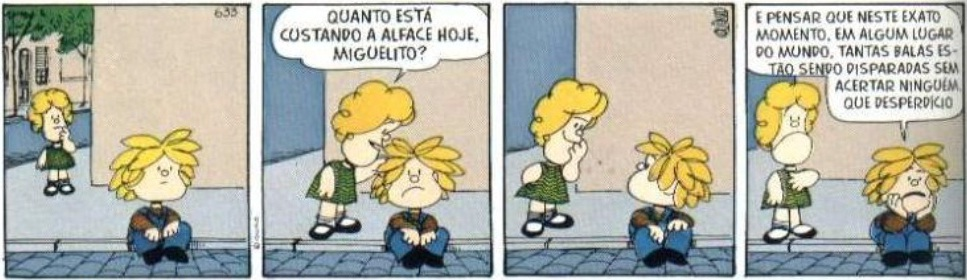 633
QUANTO ESTÁ
CUSTANDO A ALFACE HOJE,
MIGUELITO?
E PENSAR QUE NESTE EXATO
MOMENTO, EM ALGUM LUGAR
DO MUNDO, TANTAS BALAS ES-
TÃO SENDO DISPARADAS SEM
ACERTAR NINGUÉM.
QUE DESPERDÍCIO